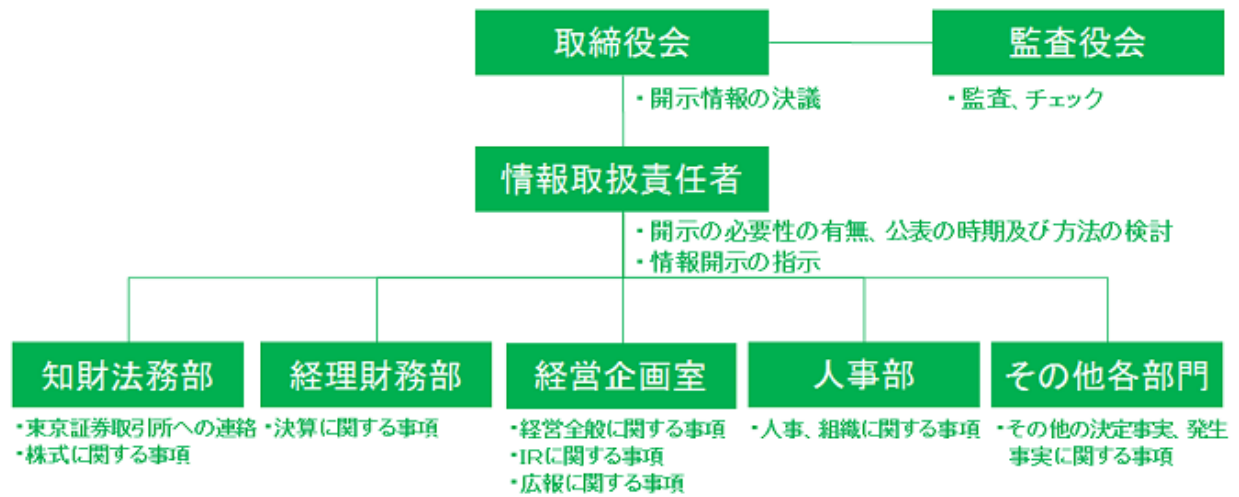 取締役会
監査役会
・開示情報の決議
・監査、チェック
情報取扱責任者
・開示の必要性の有無、公表の時期及び方法の検討
・情報開示の指示
知財法務部
・東京証券取引所への連絡
・株式に関する事項
経理財務部
・決算に関する事項
経営企画室
・経営全般に関する事項
・IRに関する事項
・広報に関する事項
人事部
・人事、組織に関する事項
その他各部門
・その他の決定事実、発生
事実に関する事項